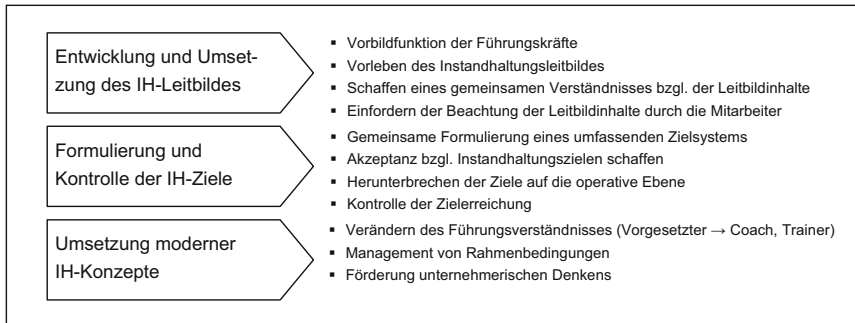 Entwicklung und Umset-
zung des IH-Leitbildes
▪ Vorbildfunktion der Führungskräfte
▪ Vorleben des Instandhaltungsleitbildes
▪ Schaffen eines gemeinsamen Verständnisses bzgl. der Leitbildinhalte
▪ Einfordern der Beachtung der Leitbildinhalte durch die Mitarbeiter
Formulierung und
Kontrolle der IH-Ziele
▪ Gemeinsame Formulierung eines umfassenden Zielsystems
▪ Akzeptanz bzgl. Instandhaltungszielen schaffen
▪ Herunterbrechen der Ziele auf die operative Ebene
▪ Kontrolle der Zielerreichung
Umsetzung moderner
IH-Konzepte
▪ Verändern des Führungsverständnisses (Vorgesetzter → Coach, Trainer)
▪ Management von Rahmenbedingungen
▪ Förderung unternehmerischen Denkens